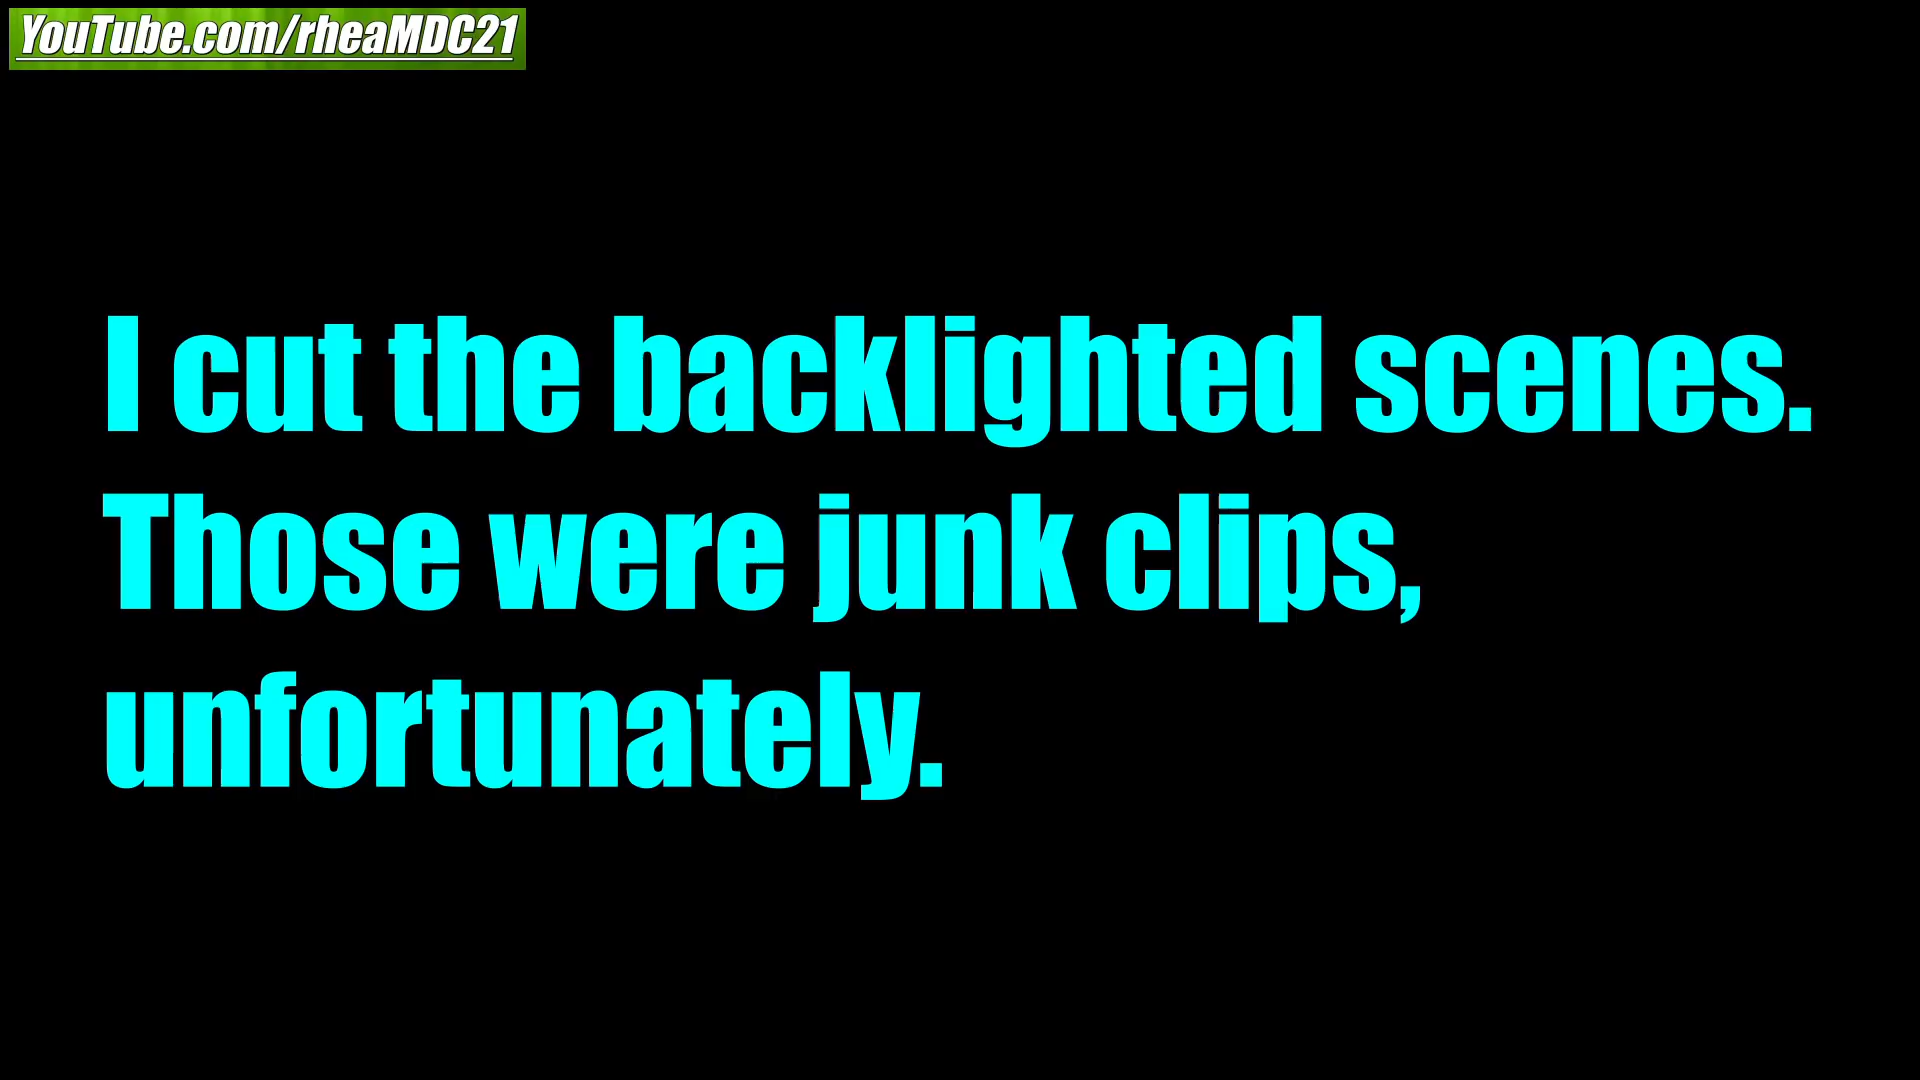 YouTube.com/rheaMDC21
I cut the backlighted scenes.
Those were junk clips,
unfortunately.